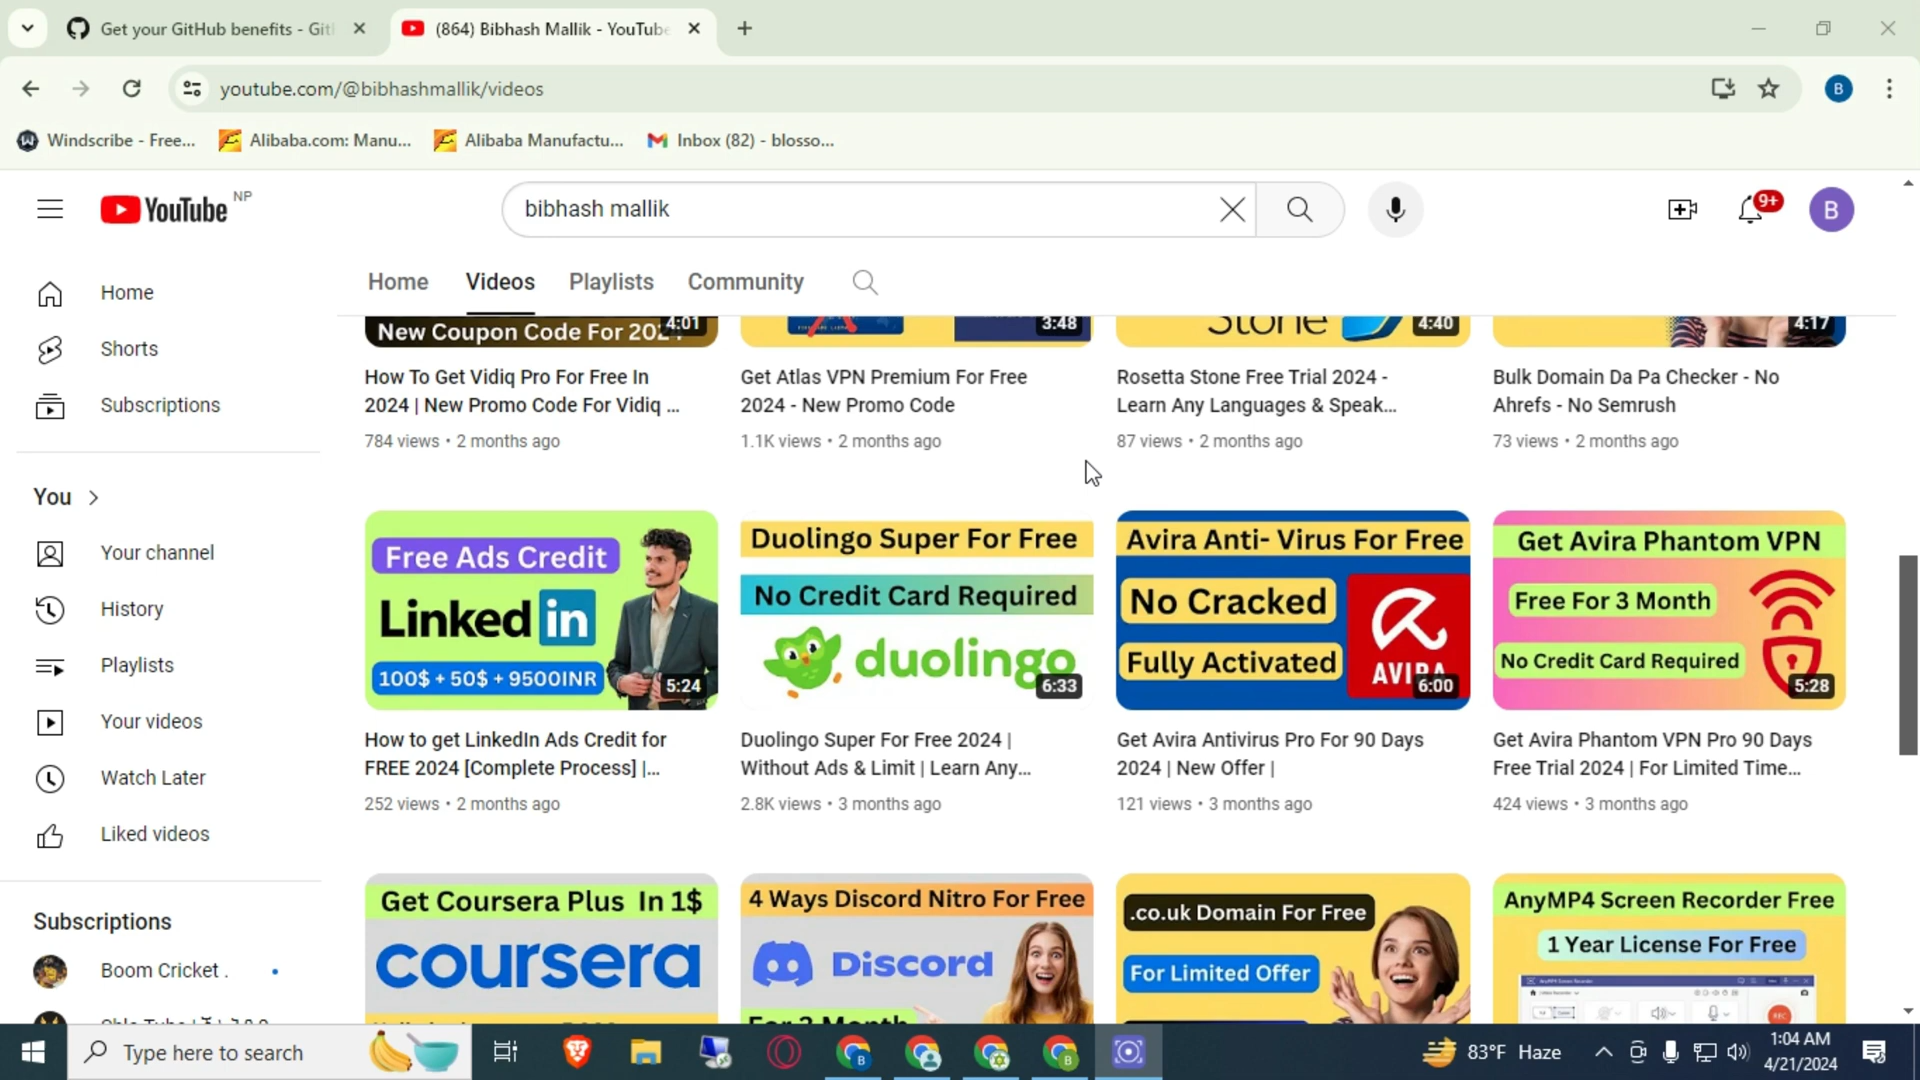 Get your GitHub benefits - Git
(864) Bibhash Mallik - YouTube
youtube.com/@bibhashmallik/videos
B
Windscribe - Free...
Alibaba.com: Manu...
Alibaba Manufactu...
Inbox (82) - blosso...
YouTube NP
bibhash mallik
9+
B
Home
Shorts
Subscriptions
You
Your channel
History
Playlists
Your videos
Watch Later
Liked videos
Subscriptions
Boom Cricket .
Home
Videos
Playlists
Community
New Coupon Code For 202
4:01
3:48
Stone
4:40
4:17
How To Get Vidiq Pro For Free In
2024 | New Promo Code For Vidiq ...
784 views • 2 months ago
Get Atlas VPN Premium For Free
2024 - New Promo Code
1.1K views • 2 months ago
Rosetta Stone Free Trial 2024 -
Learn Any Languages & Speak...
87 views • 2 months ago
Bulk Domain Da Pa Checker - No
Ahrefs - No Semrush
73 views • 2 months ago
Free Ads Credit
Linked in
100$ + 50$ + 9500INR
5:24
Duolingo Super For Free
No Credit Card Required
duolingo
6:33
Avira Anti- Virus For Free
No Cracked
Fully Activated
AVIRA
6:00
Get Avira Phantom VPN
Free For 3 Month
No Credit Card Required
5:28
How to get LinkedIn Ads Credit for
FREE 2024 [Complete Process] |...
252 views • 2 months ago
Duolingo Super For Free 2024 |
Without Ads & Limit | Learn Any...
2.8K views • 3 months ago
Get Avira Antivirus Pro For 90 Days
2024 | New Offer |
121 views • 3 months ago
Get Avira Phantom VPN Pro 90 Days
Free Trial 2024 | For Limited Time...
424 views • 3 months ago
Get Coursera Plus In 1$
coursera
4 Ways Discord Nitro For Free
Discord
For 3 Month
.co.uk Domain For Free
For Limited Offer
AnyMP4 Screen Recorder Free
1 Year License For Free
REC
Type here to search
83°F Haze
1:04 AM
4/21/2024